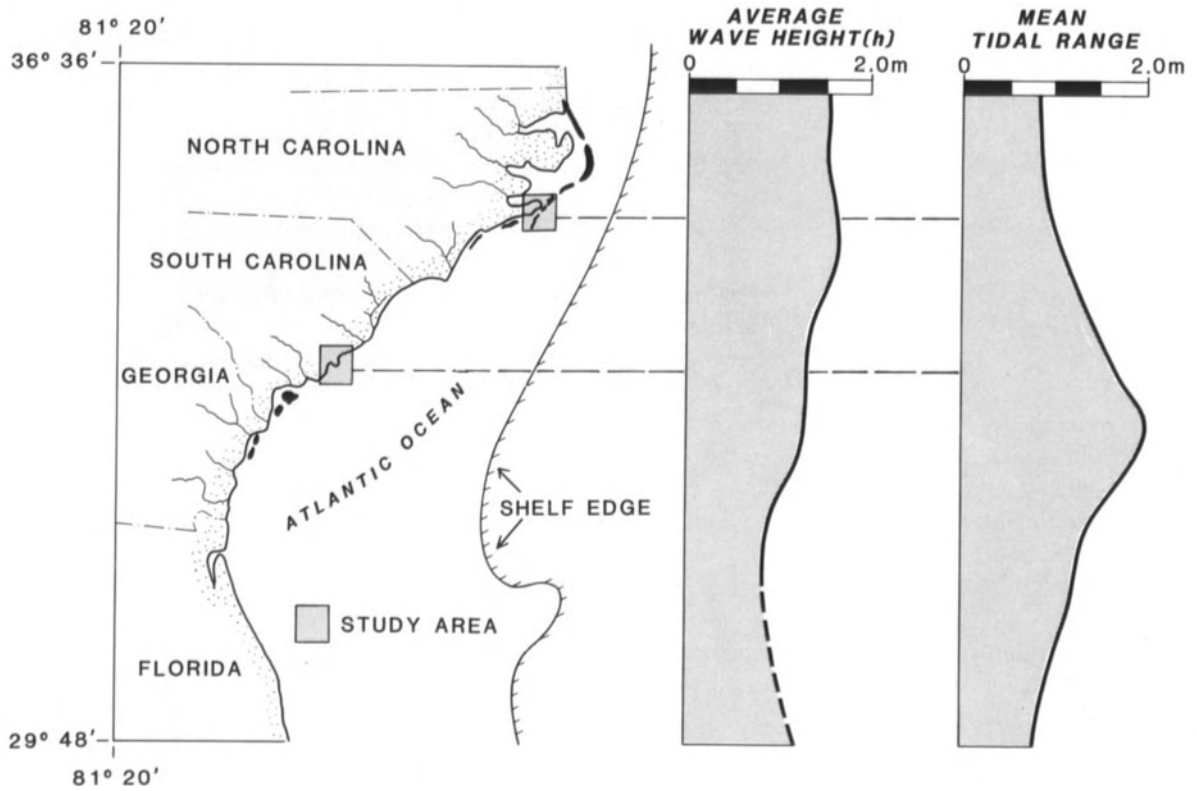 81° 20′
36° 36′
AVERAGE
WAVE HEIGHT(h)
0 2.0m
MEAN
TIDAL RANGE
0 2.0m
NORTH CAROLINA
SOUTH CAROLINA
GEORGIA
ATLANTIC OCEAN
SHELF EDGE
STUDY AREA
FLORIDA
29° 48′
81° 20′